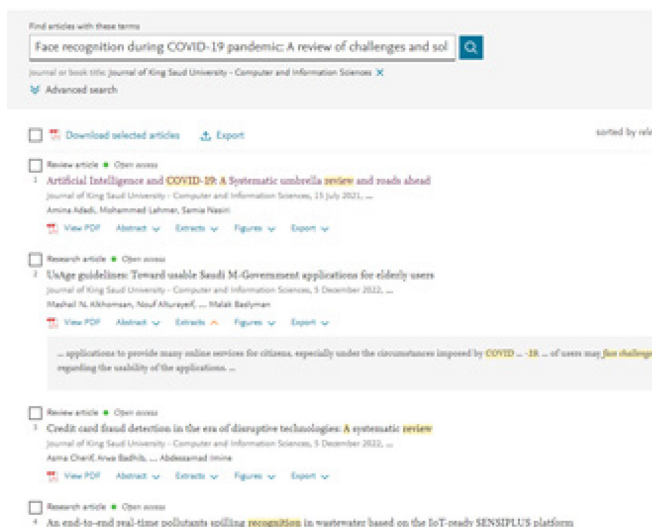 Find articles with these terms
Face recognition during COVID-19 pandemic: A review of challenges and sol
Journal or book title: Journal of King Saud University - Computer and Information Sciences X
Advanced search
Download selected articles Export sorted by rele
Review article Open access
1 Artificial Intelligence and COVID-19: A Systematic umbrella review and roads ahead
Journal of King Saud University - Computer and Information Sciences, 15 July 2021, ...
Amina Adadi, Mohammed Lahmer, Samia Nasiri
View PDF Abstract Extracts Figures Export
Research article Open access
2 UsAge guidelines: Toward usable Saudi M-Government applications for elderly users
Journal of King Saud University - Computer and Information Sciences, 5 December 2022, ...
Mashail N. Alkhomsan, Nouf Alturayeif, ... Malak Baslyman
View PDF Abstract Extracts Figures Export
... applications to provide many online services for citizens, especially under the circumstances imposed by COVID ... -19. ... of users may face challenge
regarding the usability of the applications. ...
Review article Open access
3 Credit card fraud detection in the era of disruptive technologies: A systematic review
Journal of King Saud University - Computer and Information Sciences, 5 December 2022, ...
Asma Cherif, Arwa Badhib, ... Abdessamad Imine
View PDF Abstract Extracts Figures Export
Research article Open access
4 An end-to-end real-time pollutants spilling recognition in wastewater based on the IoT-ready SENSIPLUS platform